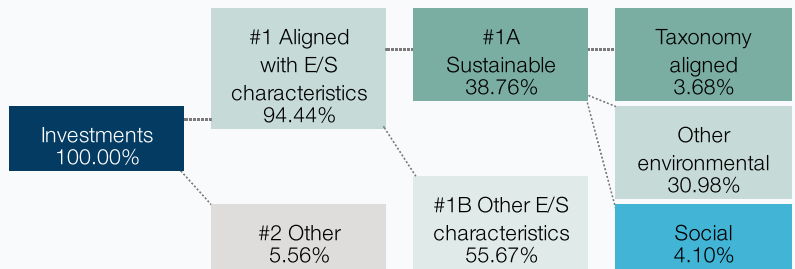 Investments
100.00%
#1 Aligned
with E/S
characteristics
94.44%
#2 Other
5.56%
#1A
Sustainable
38.76%
#1B Other E/S
characteristics
55.67%
Taxonomy
aligned
3.68%
Other
environmental
30.98%
Social
4.10%